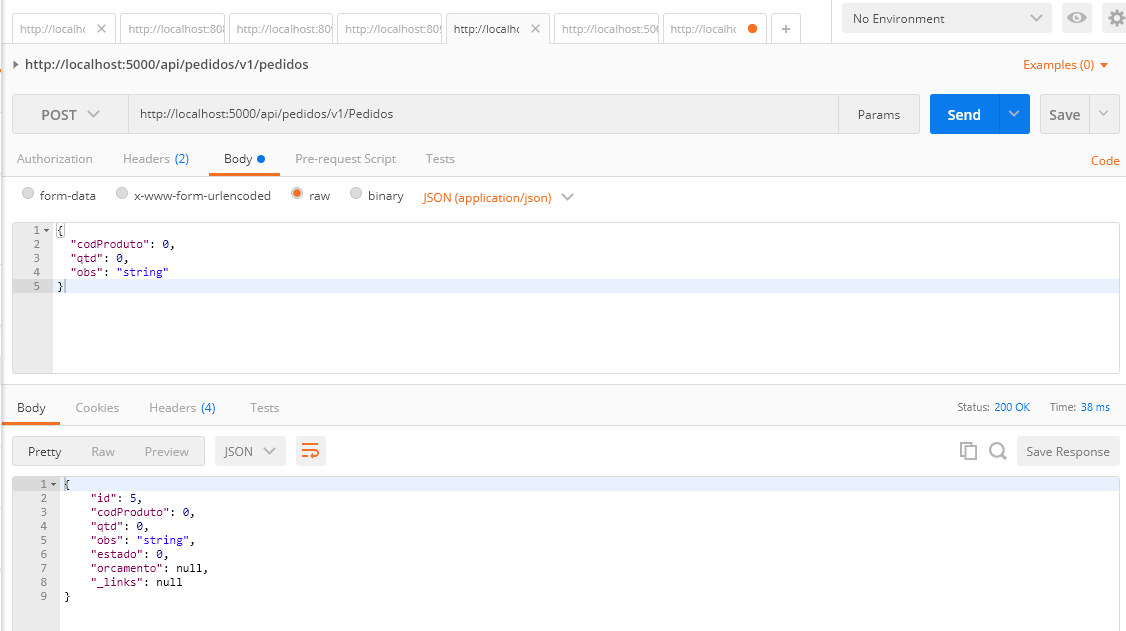 http://localhc
http://localhost:808
http://localhost:809
http://localhost:809
http://localhc
http://localhost:500
http://localhc
+
No Environment
http://localhost:5000/api/pedidos/v1/pedidos
Examples (0)
POST
http://localhost:5000/api/pedidos/v1/Pedidos
Params
Send
Save
Authorization
Headers (2)
Body
Pre-request Script
Tests
Code
form-data
x-www-form-urlencoded
raw
binary
JSON (application/json)
1 {
2 "codProduto": 0,
3 "qtd": 0,
4 "obs": "string"
5 }
Body
Cookies
Headers (4)
Tests
Status: 200 OK
Time: 38 ms
Pretty
Raw
Preview
JSON
Save Response
1 {
2 "id": 5,
3 "codProduto": 0,
4 "qtd": 0,
5 "obs": "string",
6 "estado": 0,
7 "orcamento": null,
8 "_links": null
9 }